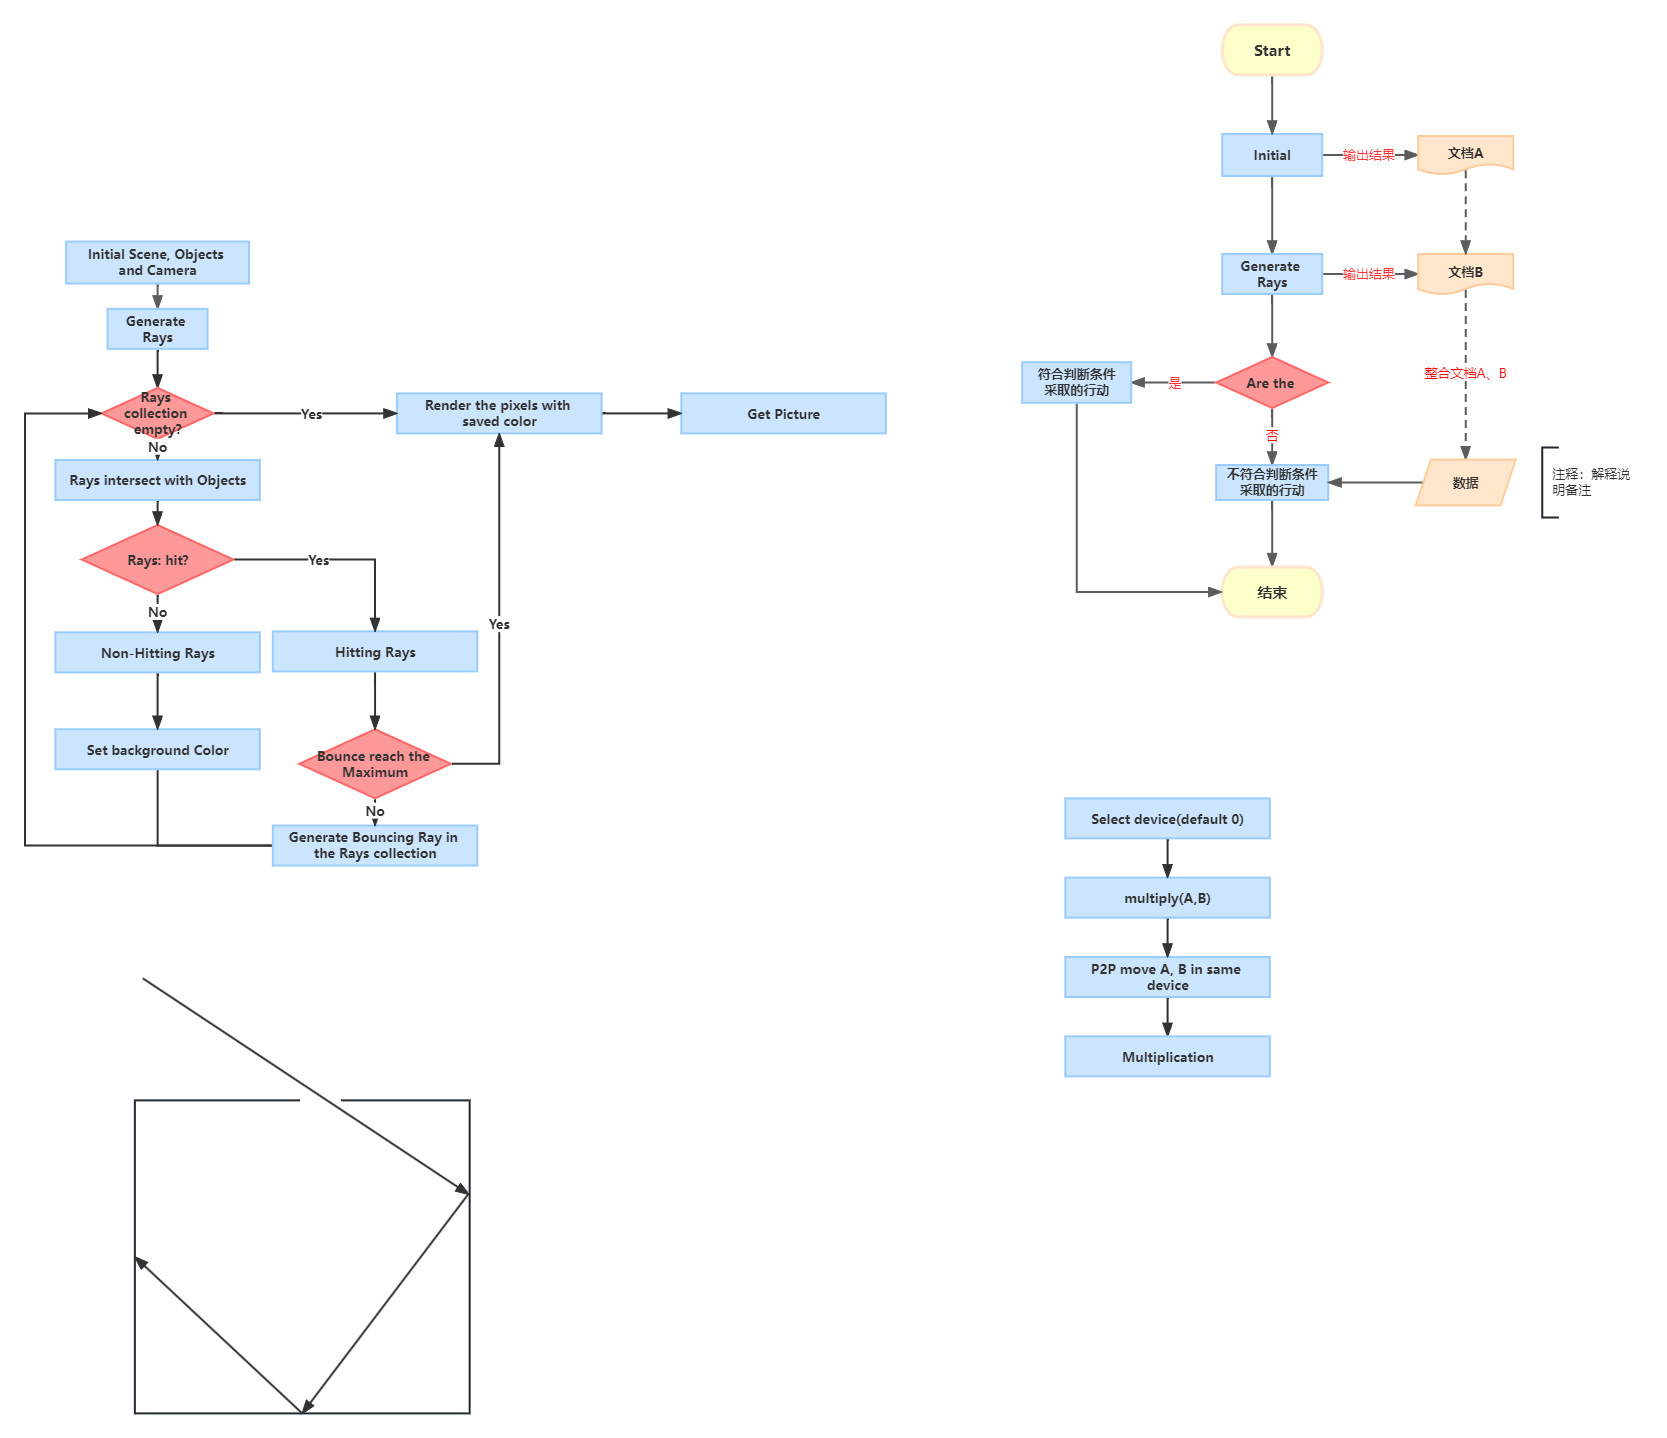 Start
Initial
输出结果
文档A
Generate
Rays
输出结果
文档B
整合文档A、B
Are the
是
符合判断条件
采取的行动
否
不符合判断条件
采取的行动
数据
注释：解释说
明备注
结束
Initial Scene, Objects
and Camera
Generate
Rays
Rays
collection
empty?
Yes
Render the pixels with
saved color
Get Picture
No
Rays intersect with Objects
Rays: hit?
Yes
No
Non-Hitting Rays
Hitting Rays
Yes
Set background Color
Bounce reach the
Maximum
No
Generate Bouncing Ray in
the Rays collection
Select device(default 0)
multiply(A,B)
P2P move A, B in same
device
Multiplication